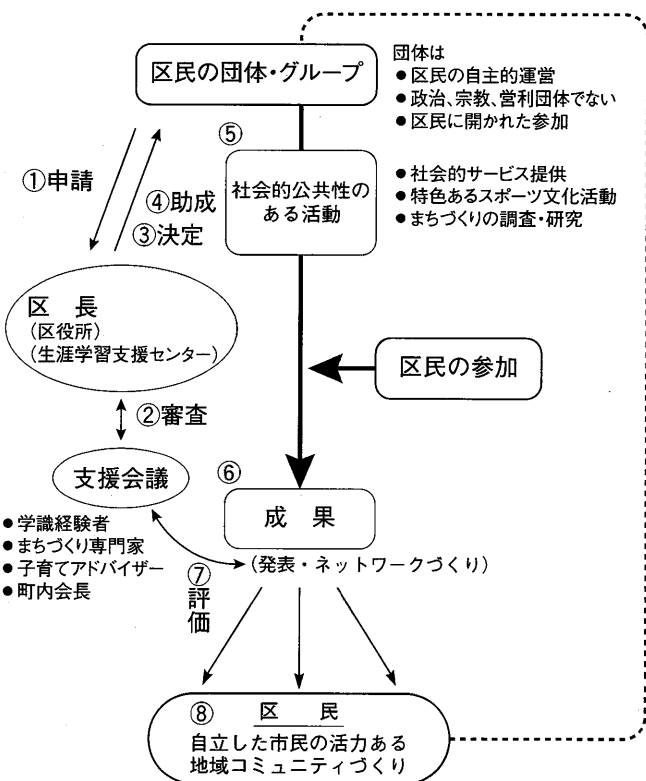 区民の団体・グループ
団体は
●区民の自主的運営
●政治、宗教、営利団体でない
●区民に開かれた参加
⑤
社会的公共性の
ある活動
●社会的サービス提供
●特色あるスポーツ文化活動
●まちづくりの調査・研究
①申請
④助成
③決定
区 長
(区役所)
(生涯学習支援センター)
区民の参加
②審査
支援会議
●学識経験者
●まちづくり専門家
●子育てアドバイザー
●町内会長
⑥
成 果
(発表・ネットワークづくり)
⑦評価
⑧ 区 民
自立した市民の活力ある
地域コミュニティづくり